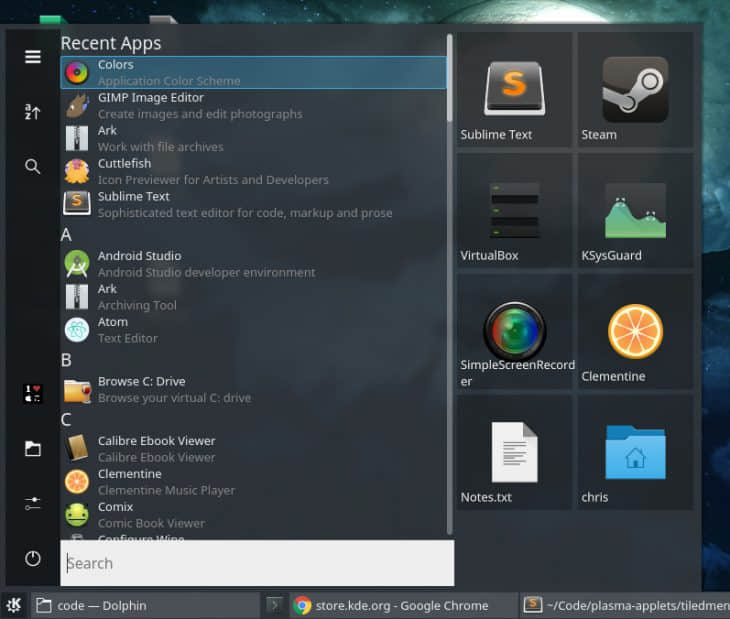 Recent Apps
Colors
Application Color Scheme
GIMP Image Editor
Create images and edit photographs
Ark
Work with file archives
Cuttlefish
Icon Previewer for Artists and Developers
Sublime Text
Sophisticated text editor for code, markup and prose
A
Android Studio
Android Studio developer environment
Ark
Archiving Tool
Atom
Text Editor
B
Browse C: Drive
Browse your virtual C: drive
C
Calibre Ebook Viewer
Calibre Ebook Viewer
Clementine
Clementine Music Player
Comix
Comic Book Viewer
Configure Wine
Search
Sublime Text
Steam
VirtualBox
KSysGuard
SimpleScreenRecord
er
Clementine
Notes.txt
chris
code — Dolphin
store.kde.org - Google Chrome
~/Code/plasma-applets/tiledmen